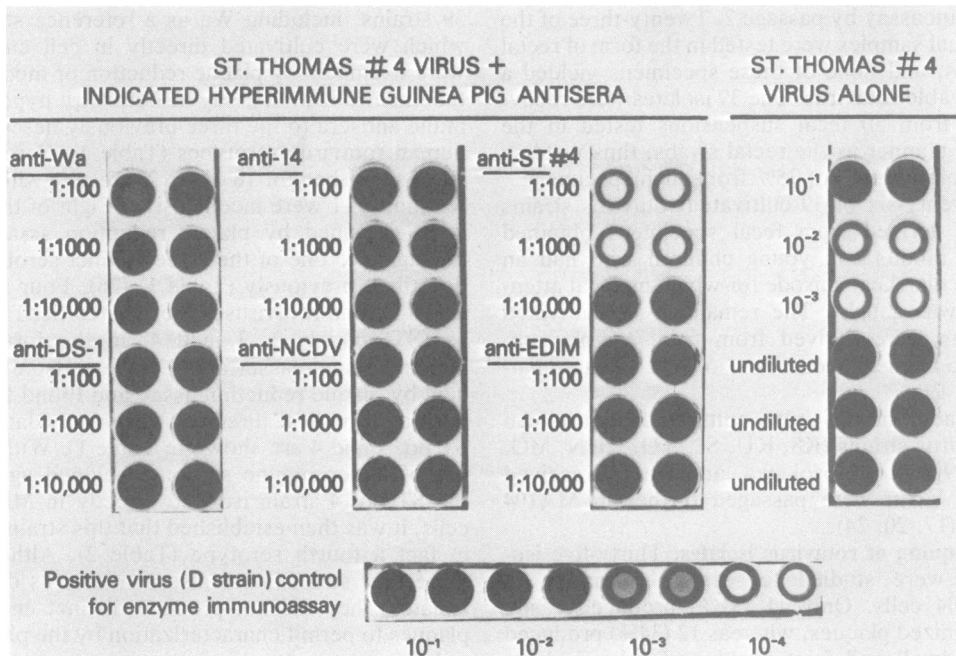 ST. THOMAS #4 VIRUS +
INDICATED HYPERIMMUNE GUINEA PIG ANTISERA
ST. THOMAS #4
VIRUS ALONE
anti-Wa
1:100
1:1000
1:10,000
anti-DS-1
1:100
1:1000
1:10,000
anti-14
1:100
1:1000
1:10,000
anti-NCDV
1:100
1:1000
1:10,000
anti-ST#4
1:100
1:1000
1:10,000
anti-EDIM
1:100
1:1000
1:10,000
10⁻¹
10⁻²
10⁻³
undiluted
undiluted
undiluted
Positive virus (D strain) control
for enzyme immunoassay
10⁻¹ 10⁻² 10⁻³ 10⁻⁴